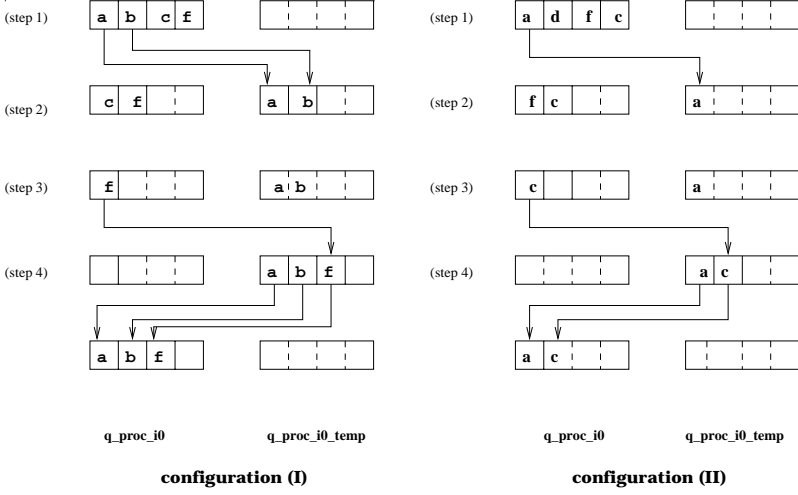 (step 1) a b c f (step 1) a d f c
(step 2) c f a b (step 2) f c a
(step 3) f a b (step 3) c a
(step 4) a b f (step 4) a c
a b f a c
q_proc_i0 q_proc_i0_temp q_proc_i0 q_proc_i0_temp
configuration (I) configuration (II)